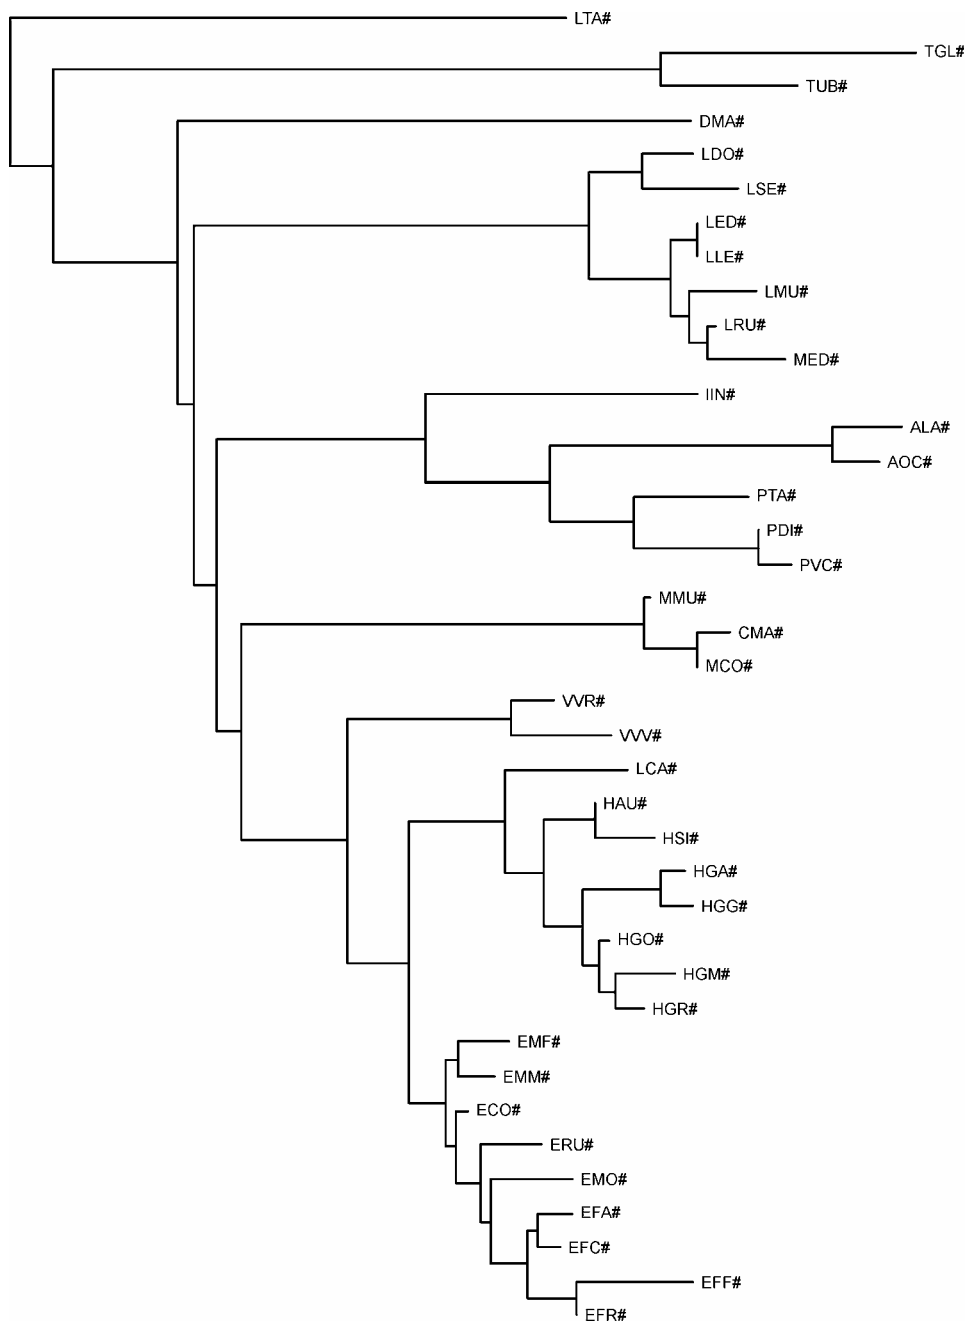 LTA#
TGL#
TUB#
DMA#
LDO#
LSE#
LED#
LLE#
LMU#
LRU#
MED#
IIN#
ALA#
AOC#
PTA#
PDI#
PVC#
MMU#
CMA#
MCO#
VVR#
VVV#
LCA#
HAU#
HSI#
HGA#
HGG#
HGO#
HGM#
HGR#
EMF#
EMM#
ECO#
ERU#
EMO#
EFA#
EFC#
EFF#
EFR#